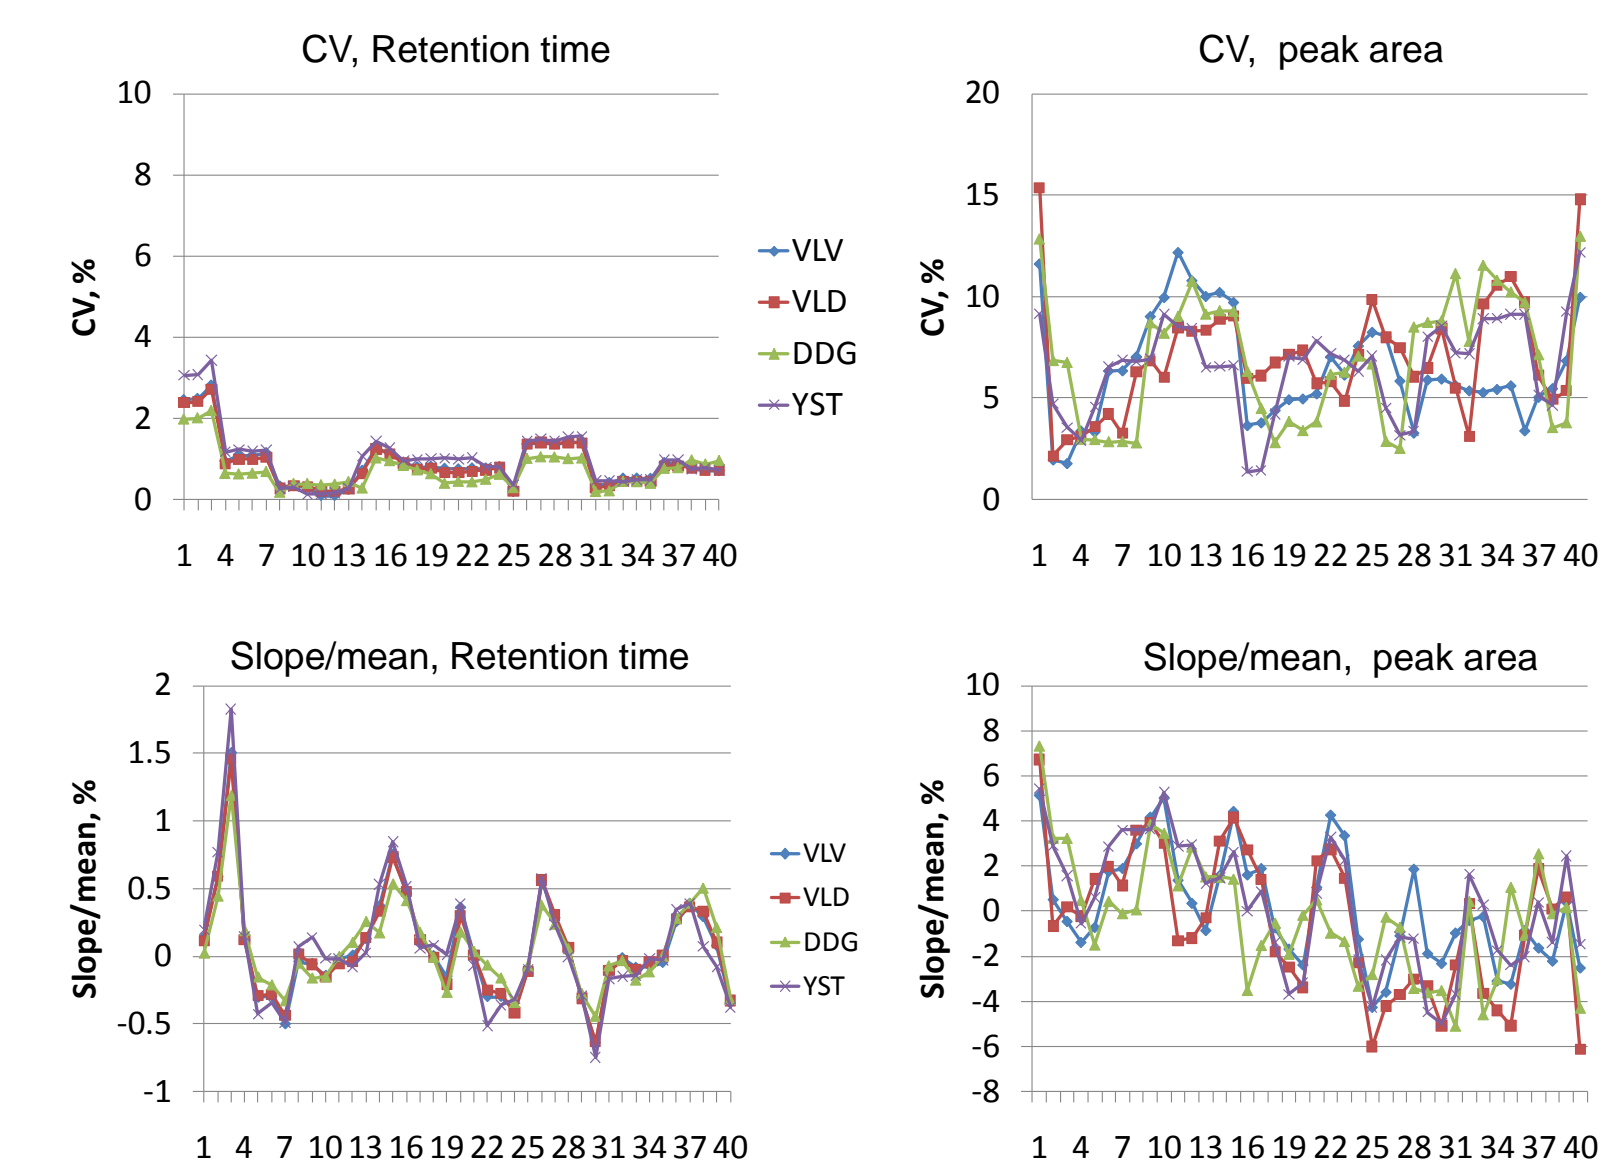 CV, Retention time
10
8
6
4
2
0
CV, %
1 4 7 10 13 16 19 22 25 28 31 34 37 40
VLV
VLD
DDG
YST
CV, peak area
20
15
10
5
0
CV, %
1 4 7 10 13 16 19 22 25 28 31 34 37 40
Slope/mean, Retention time
2
1.5
1
0.5
0
-0.5
-1
Slope/mean, %
1 4 7 10 13 16 19 22 25 28 31 34 37 40
VLV
VLD
DDG
YST
Slope/mean, peak area
10
8
6
4
2
0
-2
-4
-6
-8
Slope/mean, %
1 4 7 10 13 16 19 22 25 28 31 34 37 40